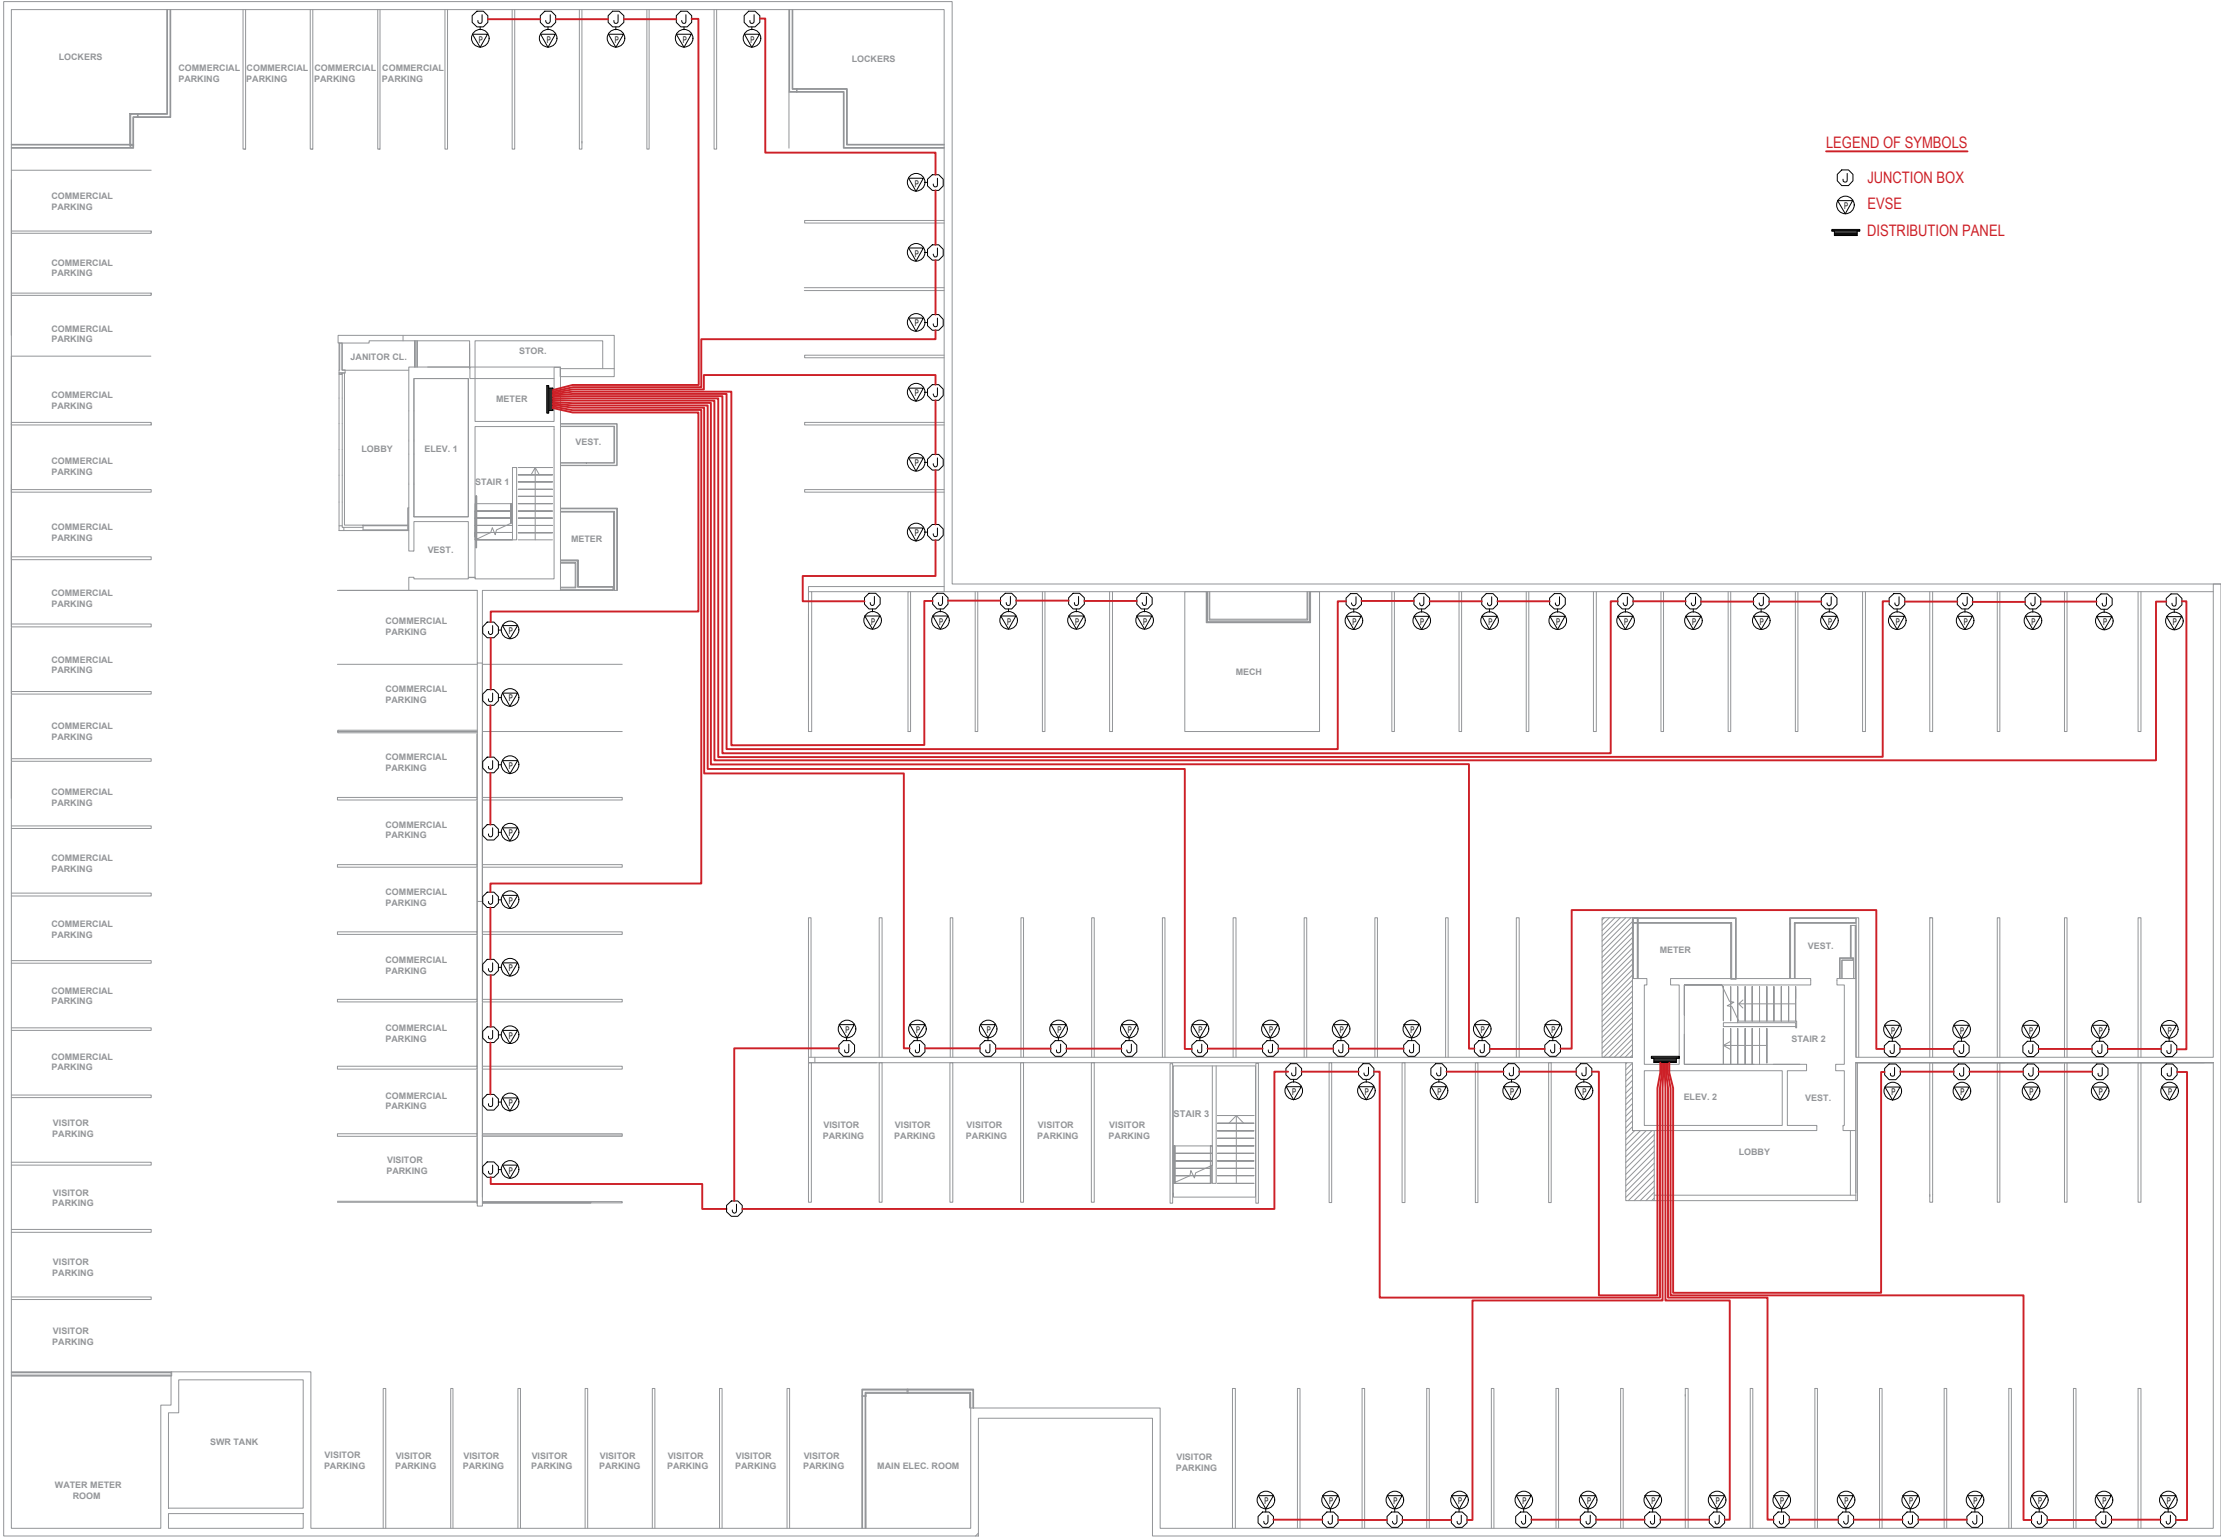 LOCKERS
COMMERCIAL
PARKING
COMMERCIAL
PARKING
COMMERCIAL
PARKING
COMMERCIAL
PARKING
LOCKERS
LEGEND OF SYMBOLS
J JUNCTION BOX
P EVSE
DISTRIBUTION PANEL
COMMERCIAL
PARKING
COMMERCIAL
PARKING
COMMERCIAL
PARKING
COMMERCIAL
PARKING
COMMERCIAL
PARKING
COMMERCIAL
PARKING
COMMERCIAL
PARKING
COMMERCIAL
PARKING
COMMERCIAL
PARKING
COMMERCIAL
PARKING
COMMERCIAL
PARKING
COMMERCIAL
PARKING
COMMERCIAL
PARKING
COMMERCIAL
PARKING
VISITOR
PARKING
VISITOR
PARKING
VISITOR
PARKING
VISITOR
PARKING
JANITOR CL.
STOR.
METER
LOBBY
ELEV. 1
VEST.
STAIR 1
VEST.
METER
COMMERCIAL
PARKING
COMMERCIAL
PARKING
COMMERCIAL
PARKING
COMMERCIAL
PARKING
COMMERCIAL
PARKING
COMMERCIAL
PARKING
COMMERCIAL
PARKING
COMMERCIAL
PARKING
VISITOR
PARKING
MECH
METER
VEST.
STAIR 2
ELEV. 2
VEST.
LOBBY
VISITOR
PARKING
VISITOR
PARKING
VISITOR
PARKING
VISITOR
PARKING
VISITOR
PARKING
STAIR 3
WATER METER
ROOM
SWR TANK
VISITOR
PARKING
VISITOR
PARKING
VISITOR
PARKING
VISITOR
PARKING
VISITOR
PARKING
VISITOR
PARKING
VISITOR
PARKING
VISITOR
PARKING
MAIN ELEC. ROOM
VISITOR
PARKING